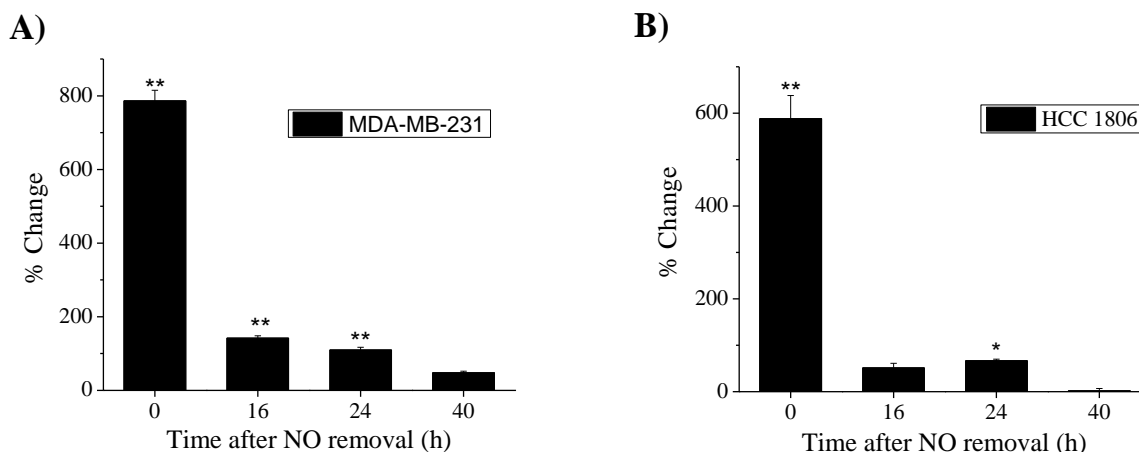 A)
% Change
800
600
400
200
0
**
**
**
MDA-MB-231
0 16 24 40
Time after NO removal (h)
B)
% Change
600
400
200
0
**
*
HCC 1806
0 16 24 40
Time after NO removal (h)